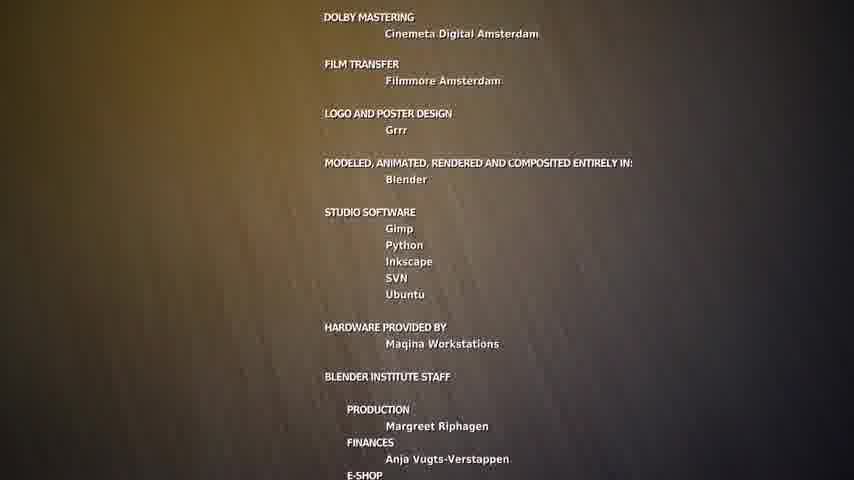 DOLBY MASTERING
Cinemeta Digital Amsterdam
FILM TRANSFER
Filmmore Amsterdam
LOGO AND POSTER DESIGN
Grrr
MODELED, ANIMATED, RENDERED AND COMPOSITED ENTIRELY IN:
Blender
STUDIO SOFTWARE
Gimp
Python
Inkscape
SVN
Ubuntu
HARDWARE PROVIDED BY
Maqina Workstations
BLENDER INSTITUTE STAFF
PRODUCTION
Margreet Riphagen
FINANCES
Anja Vugts-Verstappen
E-SHOP